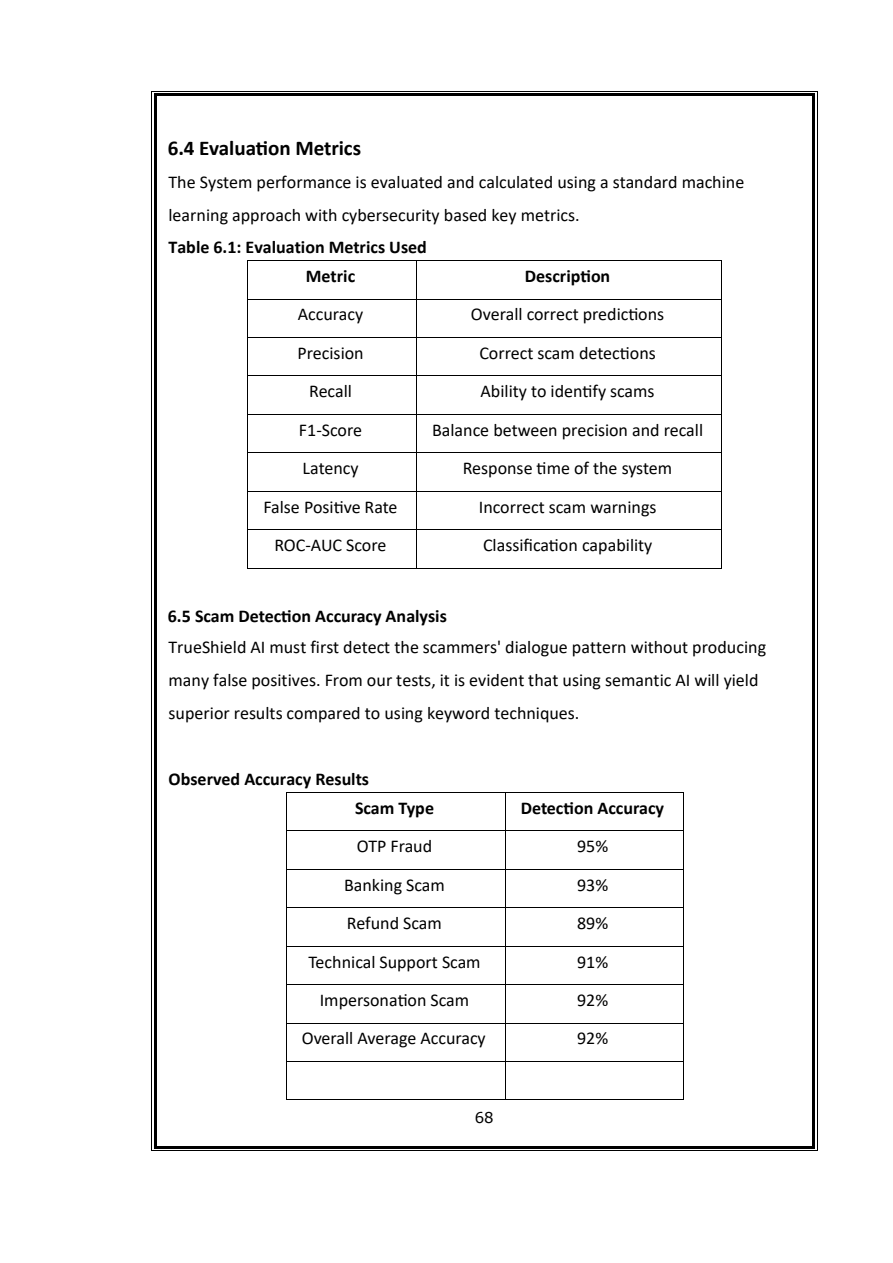 6.4 Evaluation Metrics
The System performance is evaluated and calculated using a standard machine
learning approach with cybersecurity based key metrics.
Table 6.1: Evaluation Metrics Used
Metric Description
Accuracy Overall correct predictions
Precision Correct scam detections
Recall Ability to identify scams
F1-Score Balance between precision and recall
Latency Response time of the system
False Positive Rate Incorrect scam warnings
ROC-AUC Score Classification capability
6.5 Scam Detection Accuracy Analysis
TrueShield AI must first detect the scammers' dialogue pattern without producing
many false positives. From our tests, it is evident that using semantic AI will yield
superior results compared to using keyword techniques.
Observed Accuracy Results
Scam Type Detection Accuracy
OTP Fraud 95%
Banking Scam 93%
Refund Scam 89%
Technical Support Scam 91%
Impersonation Scam 92%
Overall Average Accuracy 92%
68